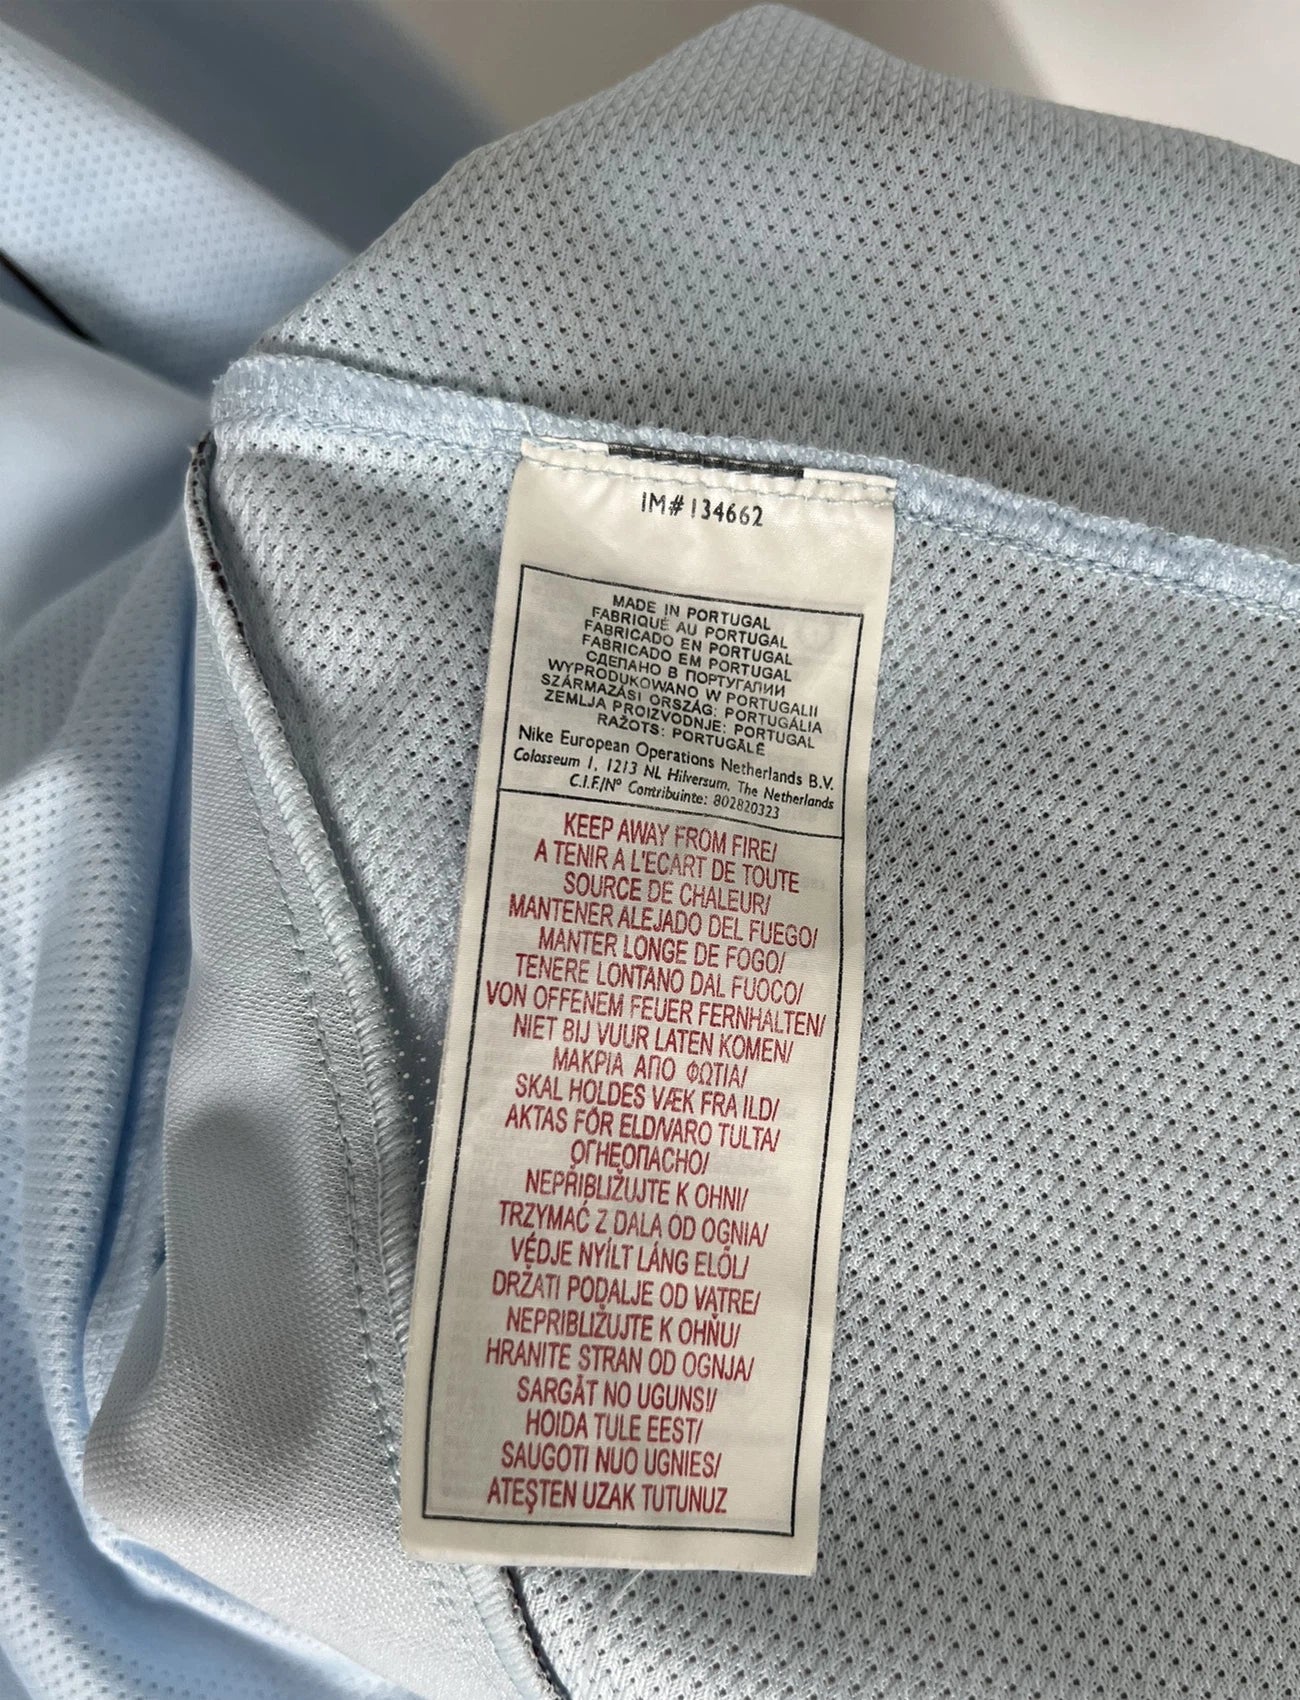 IM#134662
MADE IN PORTUGAL
FABRIQUÉ AU PORTUGAL
FABRICADO EN PORTUGAL
FABRICADO EM PORTUGAL
СДЕЛАНО В ПОРТУГАЛИИ
WYPRODUKOWANO W PORTUGALII
SZÁRMAZÁSI ORSZÁG: PORTUGÁLIA
ZEMLJA PROIZVODNJE: PORTUGAL
RAŽOTS: PORTUGĀLĒ
Nike European Operations Netherlands B.V.
Colosseum 1, 1213 NL Hilversum, The Netherlands
C.I.F/Nº Contribuinte: 802820323
KEEP AWAY FROM FIRE/
A TENIR A L'ECART DE TOUTE
SOURCE DE CHALEUR/
MANTENER ALEJADO DEL FUEGO/
MANTER LONGE DE FOGO/
TENERE LONTANO DAL FUOCO/
VON OFFENEM FEUER FERNHALTEN/
NIET BIJ VUUR LATEN KOMEN/
ΜΑΚΡΙΑ ΑΠΟ ΦΩΤΙΑ/
SKAL HOLDES VÆK FRA ILD/
AKTAS FÖR ELD/VARO TULTA/
ОГНЕОПАСНО/
NEPŘIBLIŽUJTE K OHNI/
TRZYMAĆ Z DALA OD OGNIA/
VÉDJE NYÍLT LÁNG ELŐL/
DRŽATI PODALJE OD VATRE/
NEPRIBLIŽUJTE K OHŇU/
HRANITE STRAN OD OGNJA/
SARGĀT NO UGUNS!/
HOIDA TULE EEST/
SAUGOTI NUO UGNIES/
ATEŞTEN UZAK TUTUNUZ